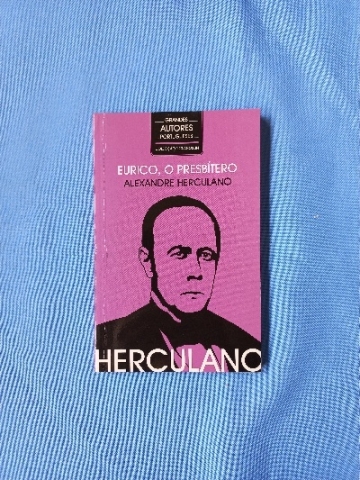 GRANDES
AUTORES
PORTUGUESES
EURICO, O PRESBÍTERO
ALEXANDRE HERCULANO
HERCULANO